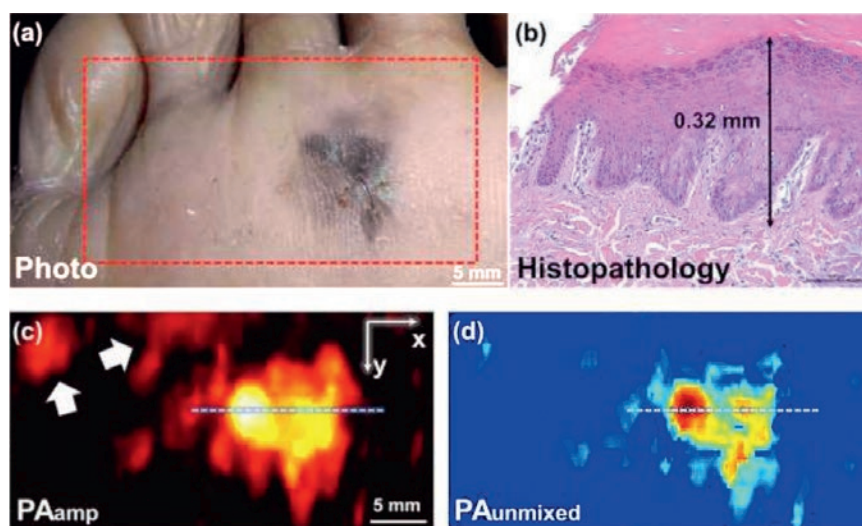 (a)
Photo
5 mm
(b)
0.32 mm
Histopathology
(c)
x
y
PAamp
5 mm
(d)
PAunmixed